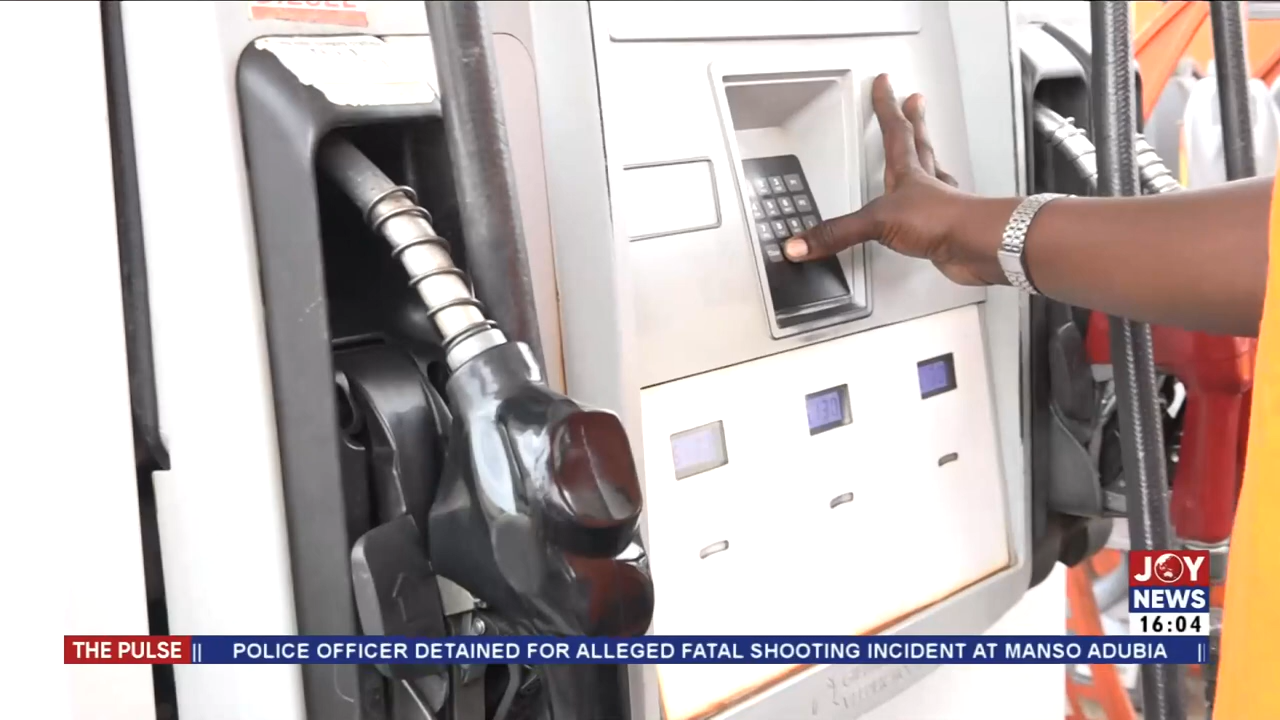 DIESEL
JOY
NEWS
16:04
THE PULSE || POLICE OFFICER DETAINED FOR ALLEGED FATAL SHOOTING INCIDENT AT MANSO ADUBIA ||